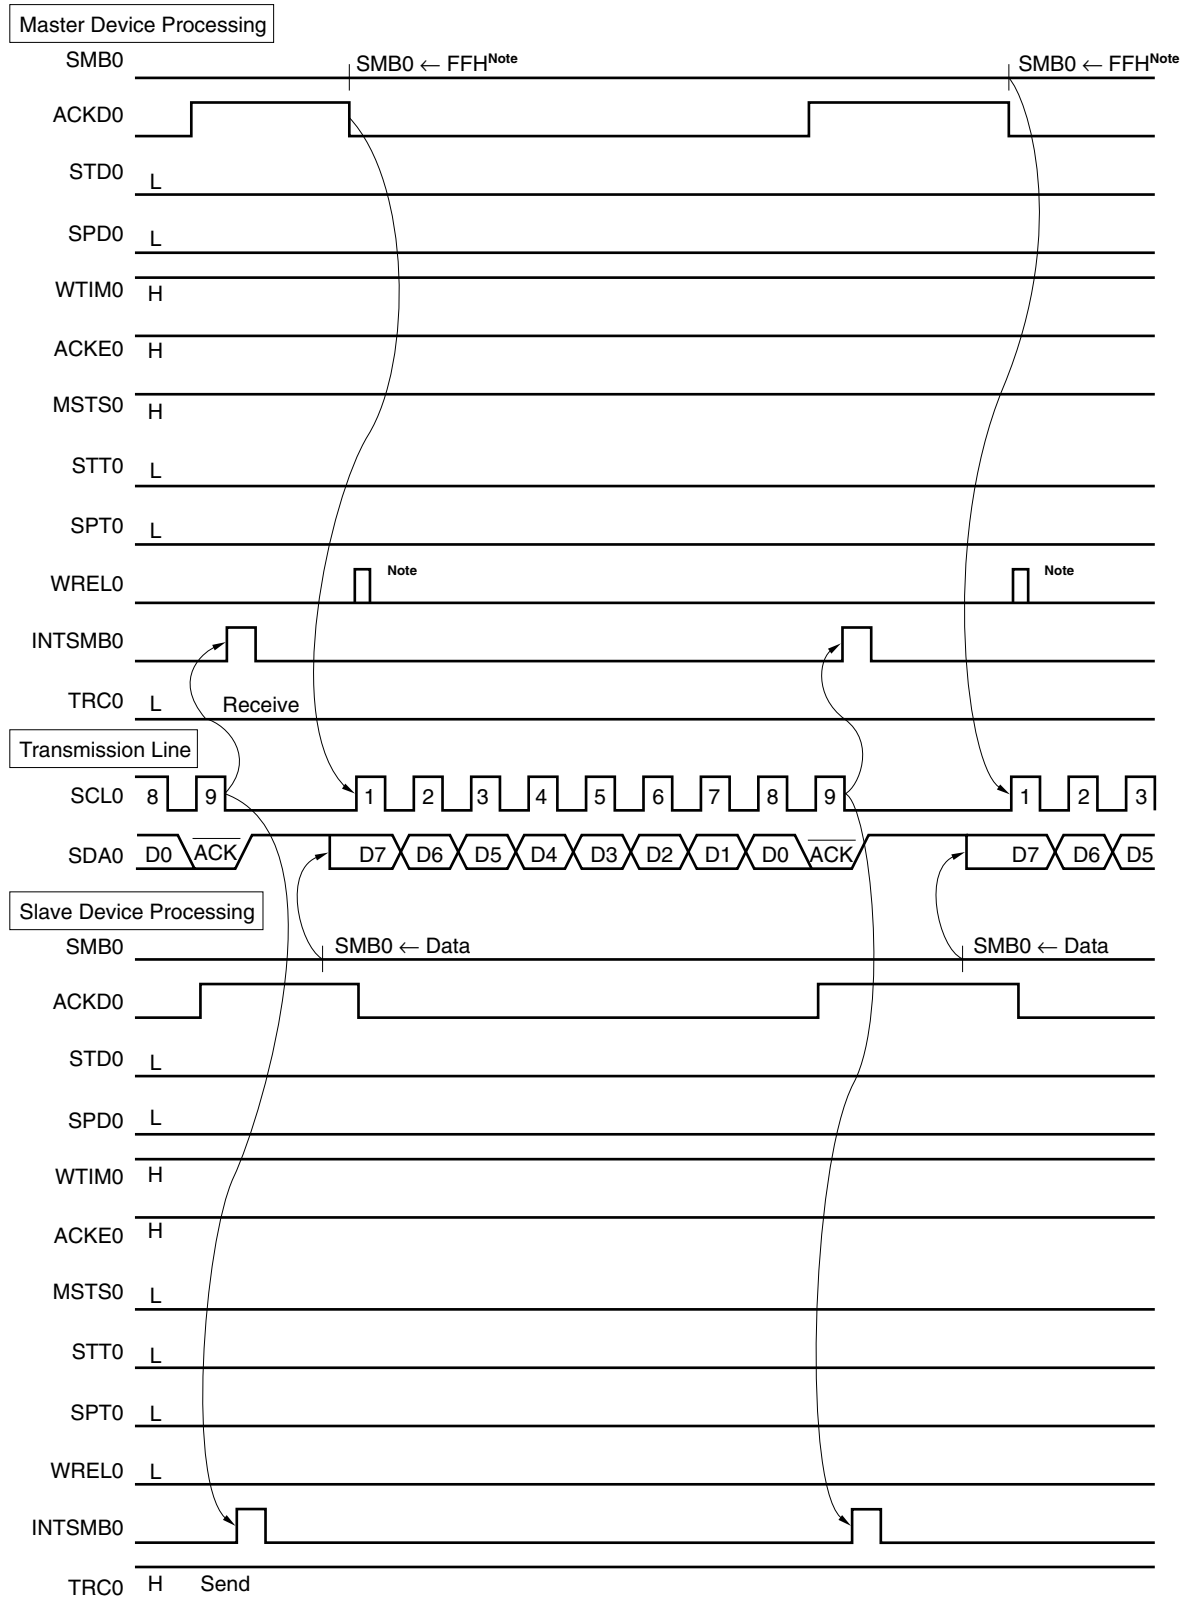 Master Device Processing
SMB0 SMB0 ← FFHNote SMB0 ← FFHNote
ACKD0
STD0 L
SPD0 L
WTIM0 H
ACKE0 H
MSTS0 H
STT0 L
SPT0 L
WREL0 Note Note
INTSMB0
TRC0 L Receive
Transmission Line
SCL0 8 9 1 2 3 4 5 6 7 8 9 1 2 3
SDA0 D0 ACK D7 D6 D5 D4 D3 D2 D1 D0 ACK D7 D6 D5
Slave Device Processing
SMB0 SMB0 ← Data SMB0 ← Data
ACKD0
STD0 L
SPD0 L
WTIM0 H
ACKE0 H
MSTS0 L
STT0 L
SPT0 L
WREL0 L
INTSMB0
TRC0 H Send